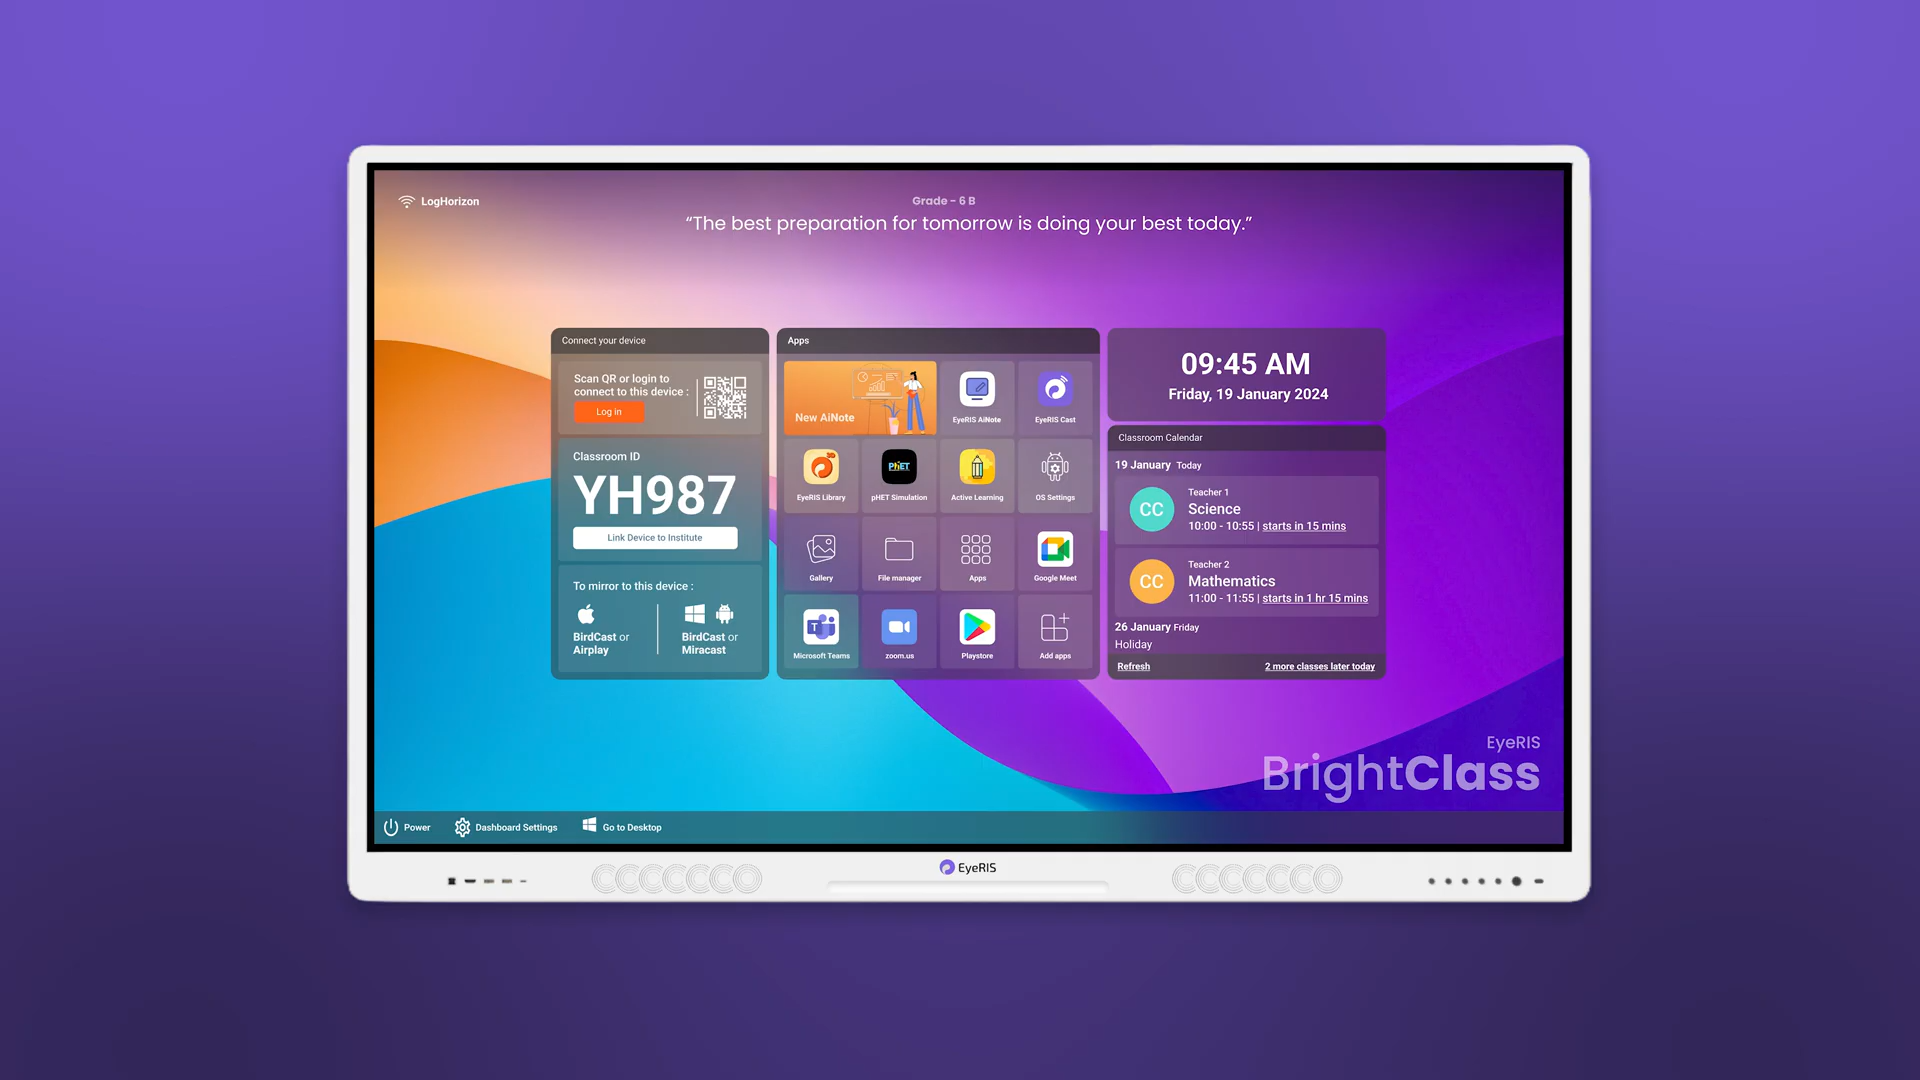 LogHorizon
Grade - 6 B
“The best preparation for tomorrow is doing your best today.”
Connect your device
Scan QR or login to
connect to this device :
Log in
Classroom ID
YH987
Link Device to Institute
To mirror to this device :
BirdCast or
Airplay
BirdCast or
Miracast
Apps
New AiNote
EyeRIS AiNote
EyeRIS Cast
3D
EyeRIS Library
PhET
pHET Simulation
Active Learning
OS Settings
Gallery
File manager
Apps
Google Meet
T
Microsoft Teams
zoom.us
Playstore
Add apps
09:45 AM
Friday, 19 January 2024
Classroom Calendar
19 January Today
CC
Teacher 1
Science
10:00 - 10:55 | starts in 15 mins
CC
Teacher 2
Mathematics
11:00 - 11:55 | starts in 1 hr 15 mins
26 January Friday
Holiday
Refresh
2 more classes later today
EyeRIS
BrightClass
Power
Dashboard Settings
Go to Desktop
EyeRIS